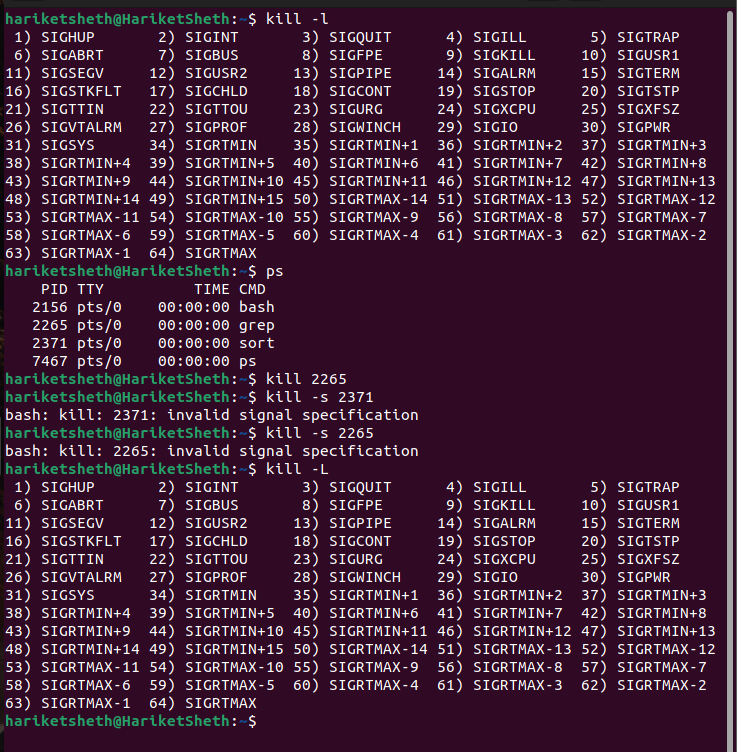 hariketsheth@HariketSheth:~$ kill -l
 1) SIGHUP       2) SIGINT       3) SIGQUIT      4) SIGILL       5) SIGTRAP
 6) SIGABRT      7) SIGBUS       8) SIGFPE       9) SIGKILL     10) SIGUSR1
11) SIGSEGV     12) SIGUSR2     13) SIGPIPE     14) SIGALRM     15) SIGTERM
16) SIGSTKFLT   17) SIGCHLD     18) SIGCONT     19) SIGSTOP     20) SIGTSTP
21) SIGTTIN     22) SIGTTOU     23) SIGURG      24) SIGXCPU     25) SIGXFSZ
26) SIGVTALRM   27) SIGPROF     28) SIGWINCH    29) SIGIO       30) SIGPWR
31) SIGSYS      34) SIGRTMIN    35) SIGRTMIN+1  36) SIGRTMIN+2  37) SIGRTMIN+3
38) SIGRTMIN+4  39) SIGRTMIN+5  40) SIGRTMIN+6  41) SIGRTMIN+7  42) SIGRTMIN+8
43) SIGRTMIN+9  44) SIGRTMIN+10 45) SIGRTMIN+11 46) SIGRTMIN+12 47) SIGRTMIN+13
48) SIGRTMIN+14 49) SIGRTMIN+15 50) SIGRTMAX-14 51) SIGRTMAX-13 52) SIGRTMAX-12
53) SIGRTMAX-11 54) SIGRTMAX-10 55) SIGRTMAX-9  56) SIGRTMAX-8  57) SIGRTMAX-7
58) SIGRTMAX-6  59) SIGRTMAX-5  60) SIGRTMAX-4  61) SIGRTMAX-3  62) SIGRTMAX-2
63) SIGRTMAX-1  64) SIGRTMAX
hariketsheth@HariketSheth:~$ ps
    PID TTY          TIME CMD
   2156 pts/0    00:00:00 bash
   2265 pts/0    00:00:00 grep
   2371 pts/0    00:00:00 sort
   7467 pts/0    00:00:00 ps
hariketsheth@HariketSheth:~$ kill 2265
hariketsheth@HariketSheth:~$ kill -s 2371
bash: kill: 2371: invalid signal specification
hariketsheth@HariketSheth:~$ kill -s 2265
bash: kill: 2265: invalid signal specification
hariketsheth@HariketSheth:~$ kill -L
 1) SIGHUP       2) SIGINT       3) SIGQUIT      4) SIGILL       5) SIGTRAP
 6) SIGABRT      7) SIGBUS       8) SIGFPE       9) SIGKILL     10) SIGUSR1
11) SIGSEGV     12) SIGUSR2     13) SIGPIPE     14) SIGALRM     15) SIGTERM
16) SIGSTKFLT   17) SIGCHLD     18) SIGCONT     19) SIGSTOP     20) SIGTSTP
21) SIGTTIN     22) SIGTTOU     23) SIGURG      24) SIGXCPU     25) SIGXFSZ
26) SIGVTALRM   27) SIGPROF     28) SIGWINCH    29) SIGIO       30) SIGPWR
31) SIGSYS      34) SIGRTMIN    35) SIGRTMIN+1  36) SIGRTMIN+2  37) SIGRTMIN+3
38) SIGRTMIN+4  39) SIGRTMIN+5  40) SIGRTMIN+6  41) SIGRTMIN+7  42) SIGRTMIN+8
43) SIGRTMIN+9  44) SIGRTMIN+10 45) SIGRTMIN+11 46) SIGRTMIN+12 47) SIGRTMIN+13
48) SIGRTMIN+14 49) SIGRTMIN+15 50) SIGRTMAX-14 51) SIGRTMAX-13 52) SIGRTMAX-12
53) SIGRTMAX-11 54) SIGRTMAX-10 55) SIGRTMAX-9  56) SIGRTMAX-8  57) SIGRTMAX-7
58) SIGRTMAX-6  59) SIGRTMAX-5  60) SIGRTMAX-4  61) SIGRTMAX-3  62) SIGRTMAX-2
63) SIGRTMAX-1  64) SIGRTMAX
hariketsheth@HariketSheth:~$